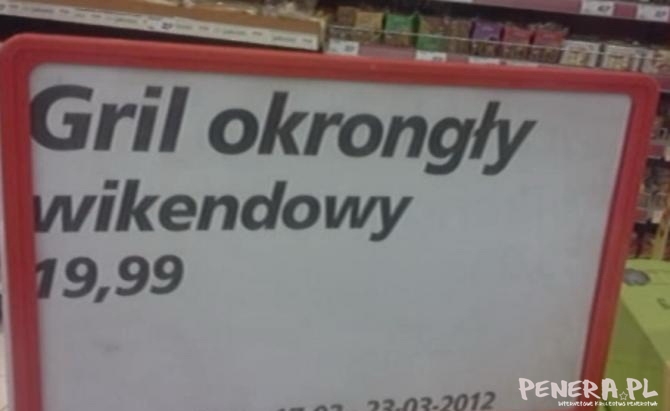 Gril okrongły
wikendowy
19,99
23-03-2012
PENERA.PL